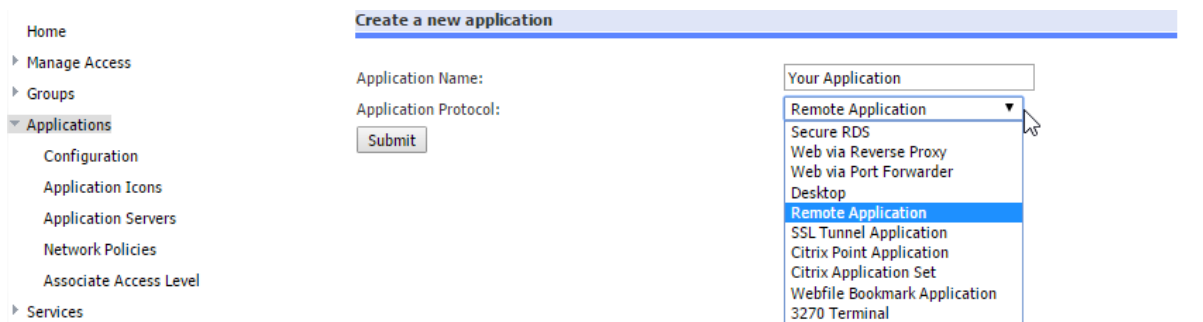 Home
Manage Access
Groups
Applications
Configuration
Application Icons
Application Servers
Network Policies
Associate Access Level
Services
Create a new application
Application Name:
Your Application
Application Protocol:
Remote Application
Submit
Secure RDS
Web via Reverse Proxy
Web via Port Forwarder
Desktop
Remote Application
SSL Tunnel Application
Citrix Point Application
Citrix Application Set
Webfile Bookmark Application
3270 Terminal